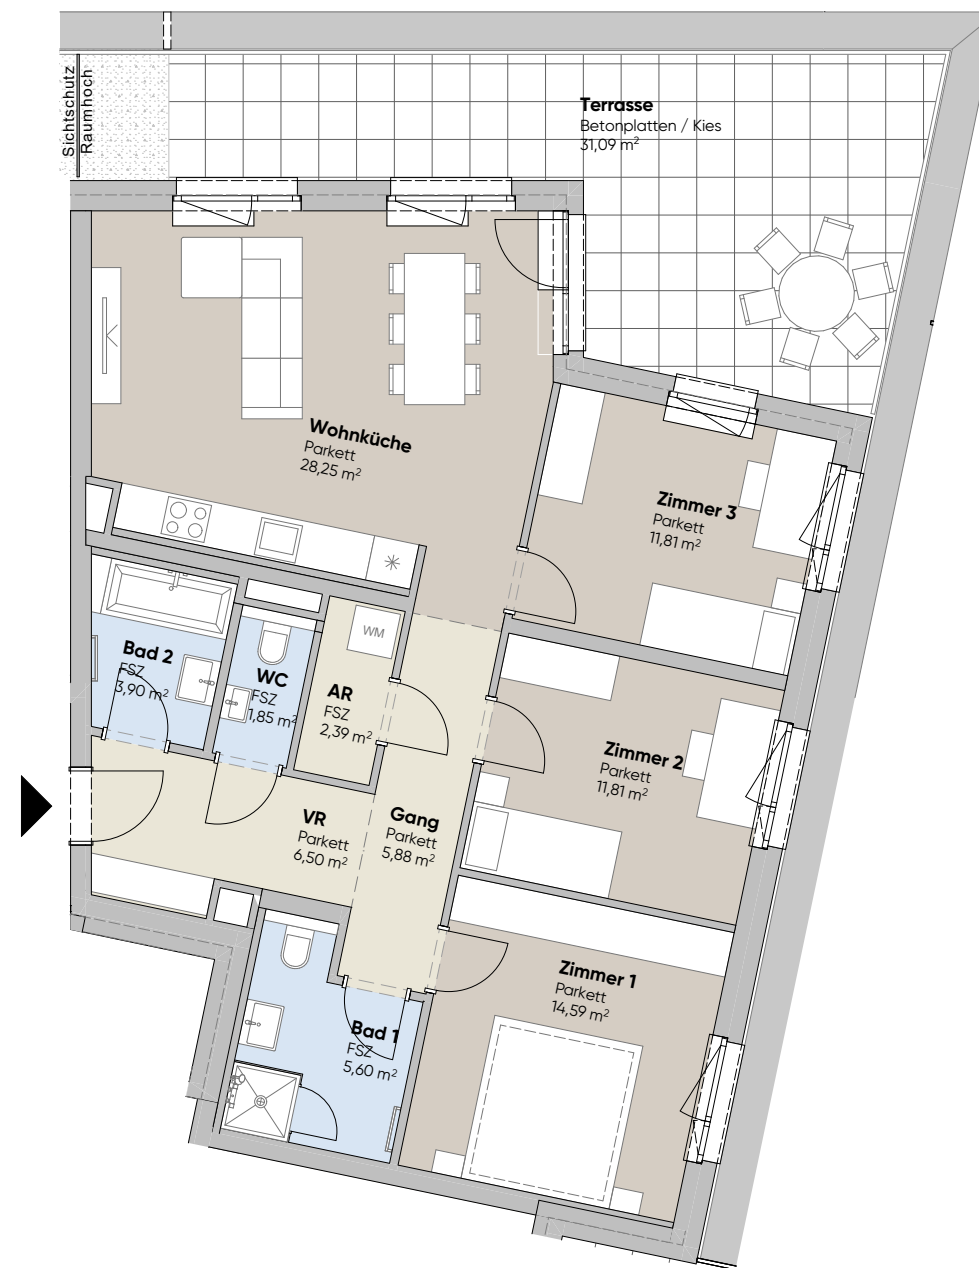 Sichtschutz
Raumhoch
Terrasse
Betonplatten / Kies
31,09 m²
Wohnküche
Parkett
28,25 m²
Zimmer 3
Parkett
11,81 m²
WM
Bad 2
FSZ
3,90 m²
WC
FSZ
1,85 m²
AR
FSZ
2,39 m²
Zimmer 2
Parkett
11,81 m²
VR
Parkett
6,50 m²
Gang
Parkett
5,88 m²
Zimmer 1
Parkett
14,59 m²
Bad 1
FSZ
5,60 m²